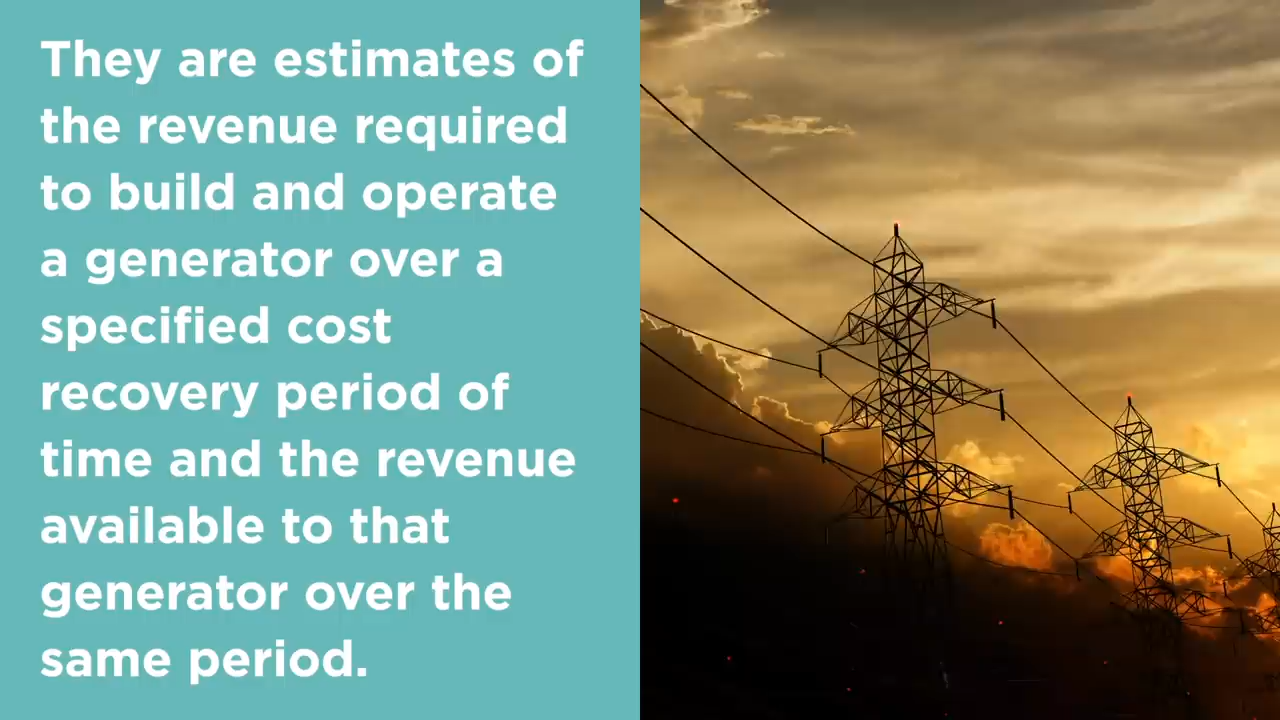 They are estimates of
the revenue required
to build and operate
a generator over a
specified cost
recovery period of
time and the revenue
available to that
generator over the
same period.